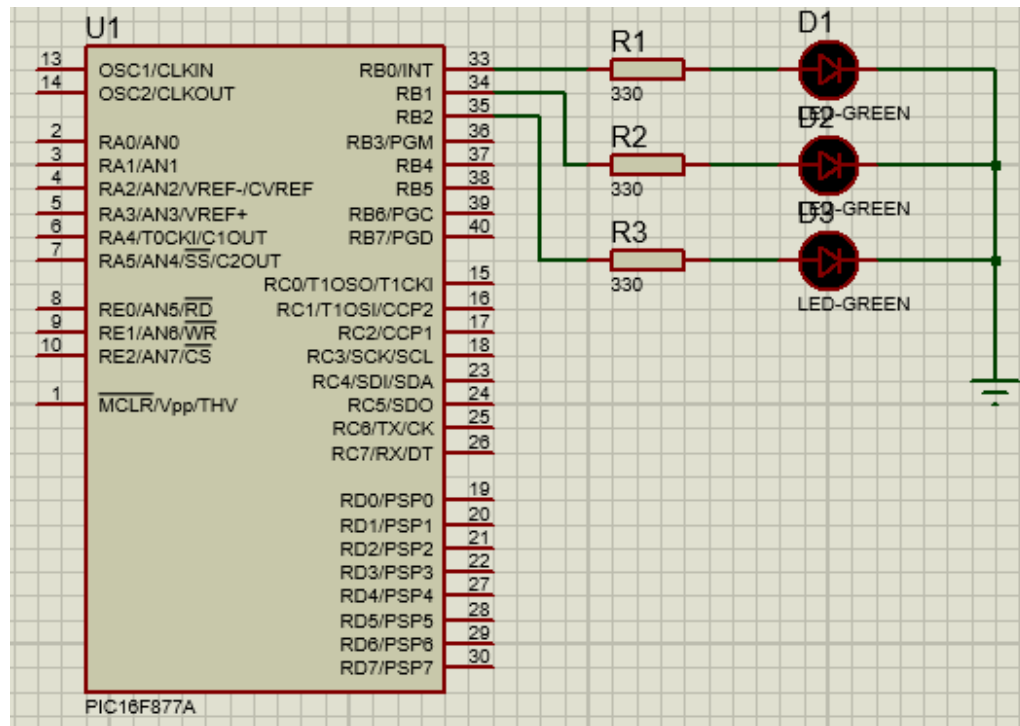 U1
13 OSC1/CLKIN
14 OSC2/CLKOUT
2 RA0/AN0
3 RA1/AN1
4 RA2/AN2/VREF-/CVREF
5 RA3/AN3/VREF+
6 RA4/T0CKI/C1OUT
7 RA5/AN4/SS/C2OUT
8 RE0/AN5/RD
9 RE1/AN6/WR
10 RE2/AN7/CS
1 MCLR/Vpp/THV
RB0/INT 33
RB1 34
RB2 35
RB3/PGM 36
RB4 37
RB5 38
RB6/PGC 39
RB7/PGD 40
RC0/T1OSO/T1CKI 15
RC1/T1OSI/CCP2 16
RC2/CCP1 17
RC3/SCK/SCL 18
RC4/SDI/SDA 23
RC5/SDO 24
RC6/TX/CK 25
RC7/RX/DT 26
RD0/PSP0 19
RD1/PSP1 20
RD2/PSP2 21
RD3/PSP3 22
RD4/PSP4 27
RD5/PSP5 28
RD6/PSP6 29
RD7/PSP7 30
PIC16F877A
R1
330
D1
LED-GREEN
R2
330
D2
LED-GREEN
R3
330
D3
LED-GREEN